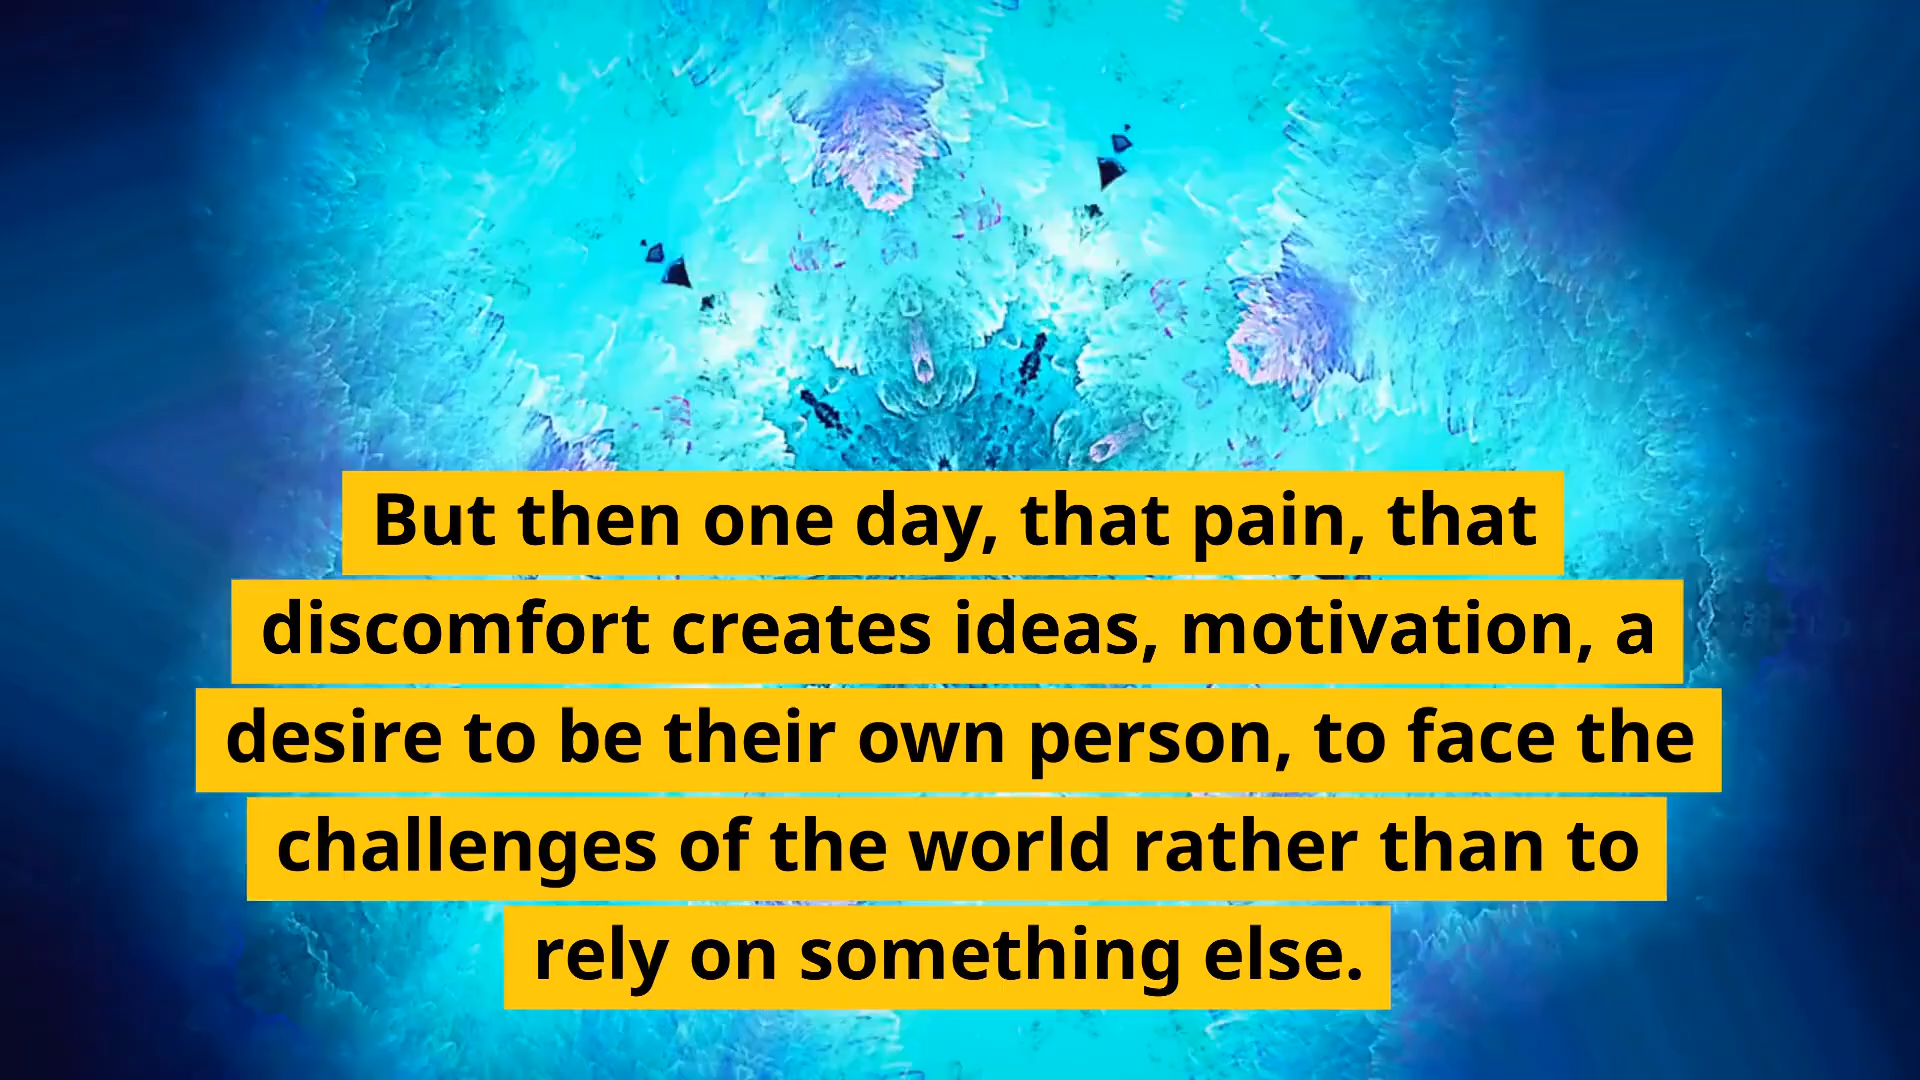 But then one day, that pain, that
discomfort creates ideas, motivation, a
desire to be their own person, to face the
challenges of the world rather than to
rely on something else.